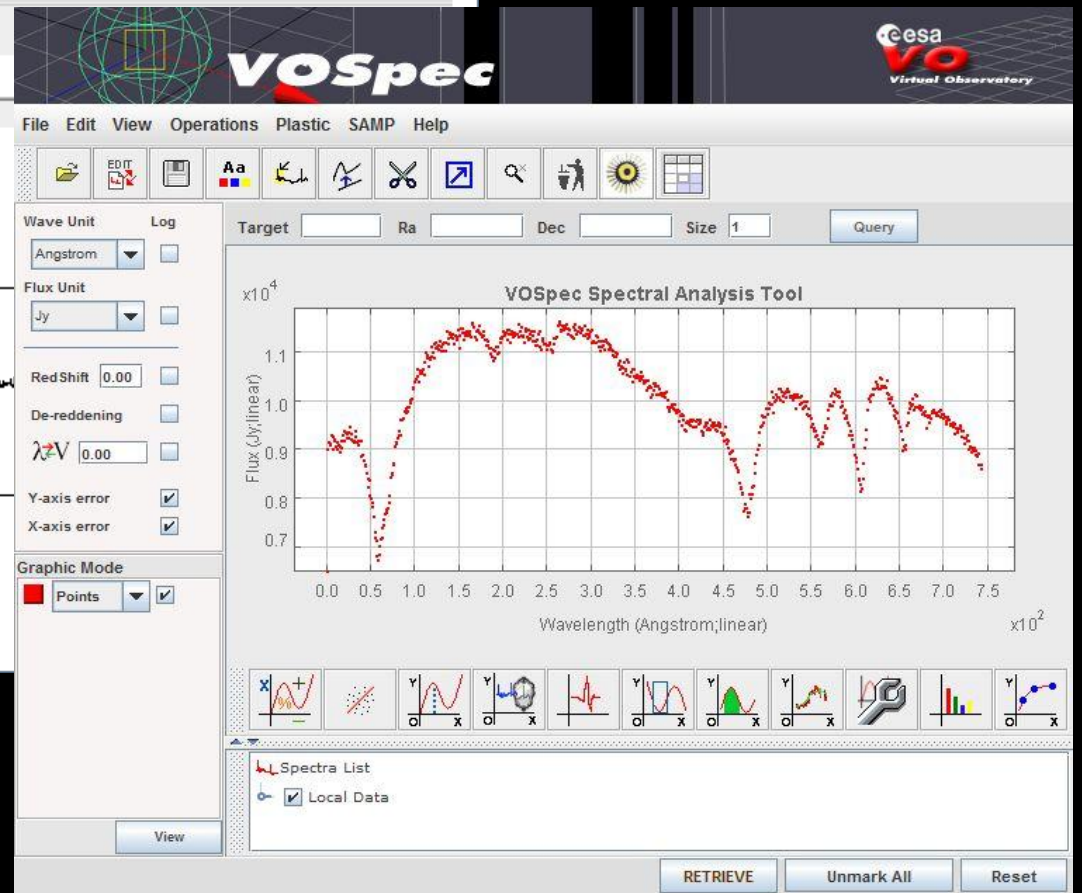 VOSpec
esa
VO
Virtual Observatory
File Edit View Operations Plastic SAMP Help
EDIT
Aa
Wave Unit Log
Angstrom
Flux Unit
Jy
RedShift 0.00
De-reddening
λ⇄V 0.00
Y-axis error
X-axis error
Graphic Mode
Points
View
Target Ra Dec Size 1 Query
x10^4
VOSpec Spectral Analysis Tool
1.1
1.0
0.9
0.8
0.7
Flux (Jy;linear)
0.0 0.5 1.0 1.5 2.0 2.5 3.0 3.5 4.0 4.5 5.0 5.5 6.0 6.5 7.0 7.5
Wavelength (Angstrom;linear)
x10^2
X % + −
Y O X
Y O X
Y O X
Y O X
Y O X
Y O X
Spectra List
Local Data
RETRIEVE Unmark All Reset